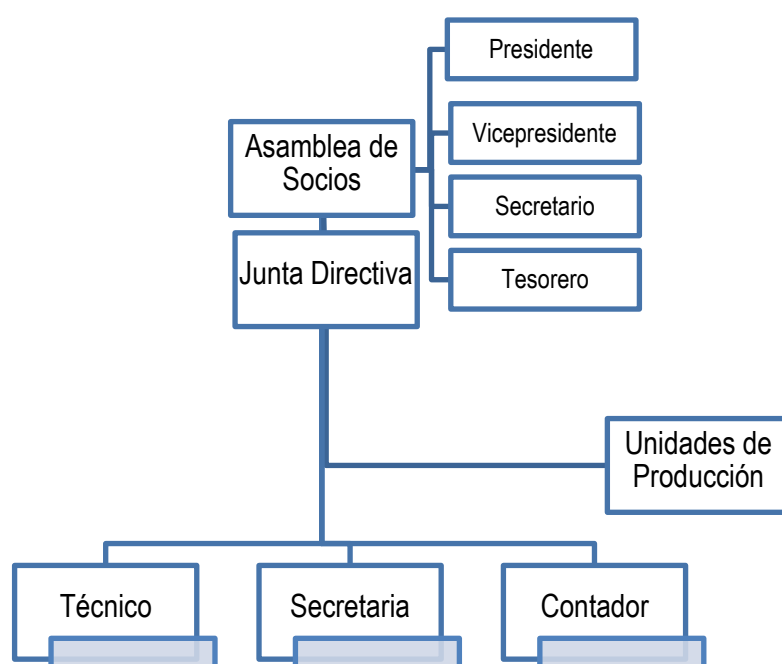 Presidente
Asamblea de
Socios
Vicepresidente
Secretario
Junta Directiva
Tesorero
Unidades de
Producción
Técnico
Secretaria
Contador